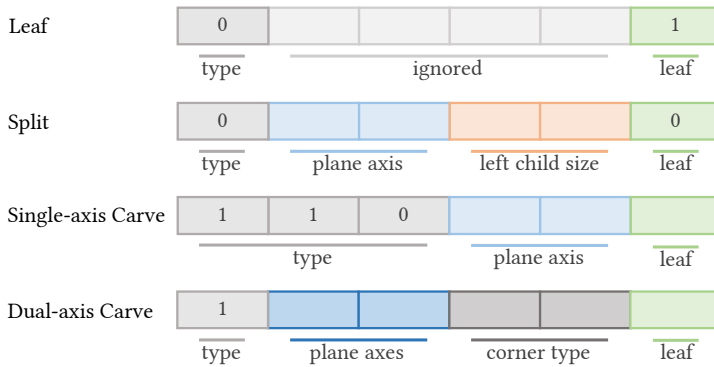 Leaf 0 1
type ignored leaf
Split 0 0
type plane axis left child size leaf
Single-axis Carve 1 1 0
type plane axis leaf
Dual-axis Carve 1
type plane axes corner type leaf